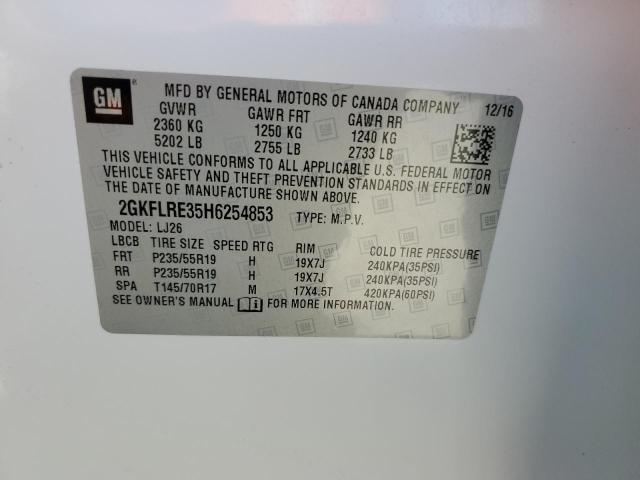 GM
MFD BY GENERAL MOTORS OF CANADA COMPANY 12/16
GVWR GAWR FRT GAWR RR
2360 KG 1250 KG 1240 KG
5202 LB 2755 LB 2733 LB
THIS VEHICLE CONFORMS TO ALL APPLICABLE U.S. FEDERAL MOTOR
VEHICLE SAFETY AND THEFT PREVENTION STANDARDS IN EFFECT ON
THE DATE OF MANUFACTURE SHOWN ABOVE.
2GKFLRE35H6254853 TYPE: M.P.V.
MODEL: LJ26
LBCB TIRE SIZE SPEED RTG RIM COLD TIRE PRESSURE
FRT P235/55R19 H 19X7J 240KPA(35PSI)
RR P235/55R19 H 19X7J 240KPA(35PSI)
SPA T145/70R17 M 17X4.5T 420KPA(60PSI)
SEE OWNER'S MANUAL FOR MORE INFORMATION.